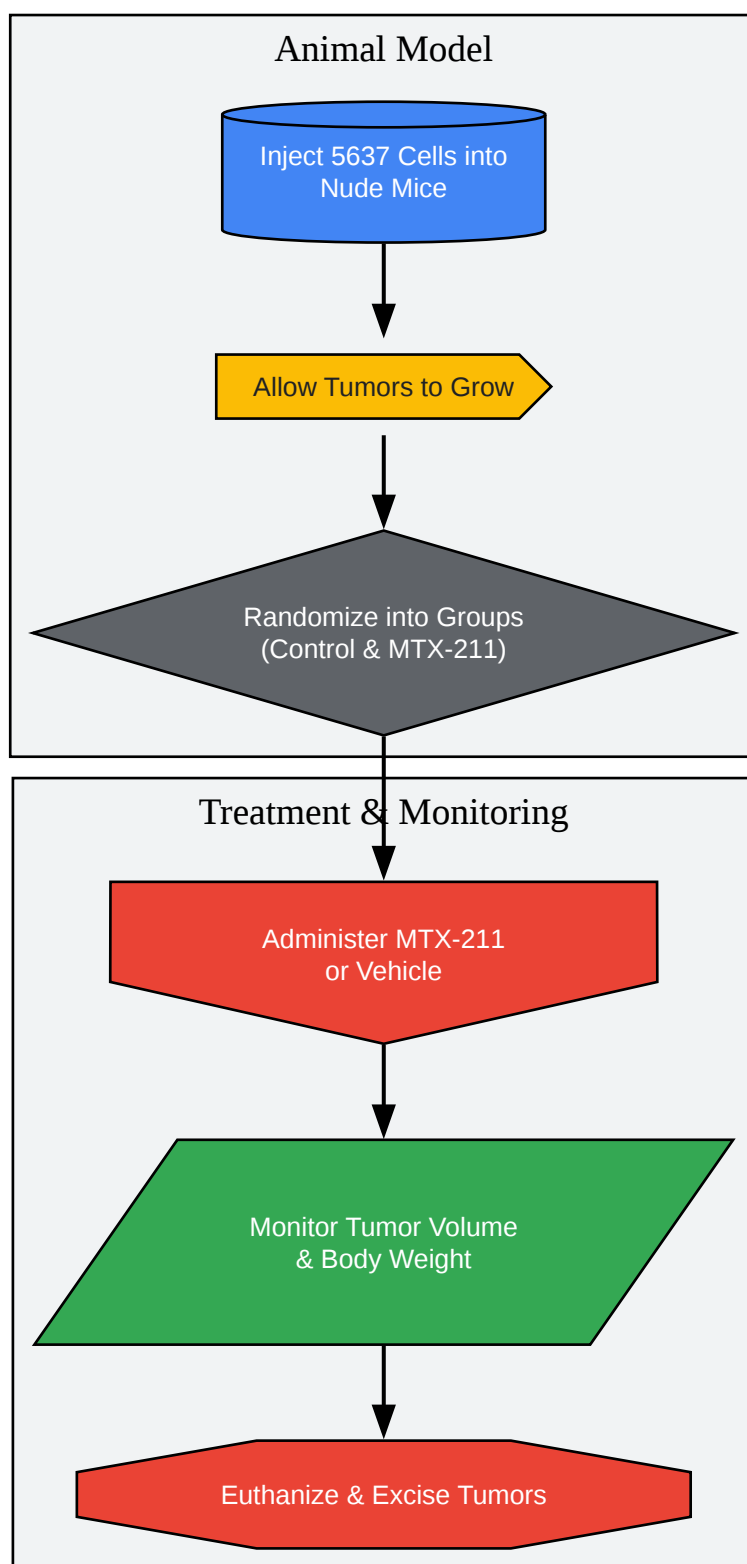 Animal Model
Inject 5637 Cells into
Nude Mice
Allow Tumors to Grow
Randomize into Groups
(Control & MTX-211)
Treatment & Monitoring
Administer MTX-211
or Vehicle
Monitor Tumor Volume
& Body Weight
Euthanize & Excise Tumors